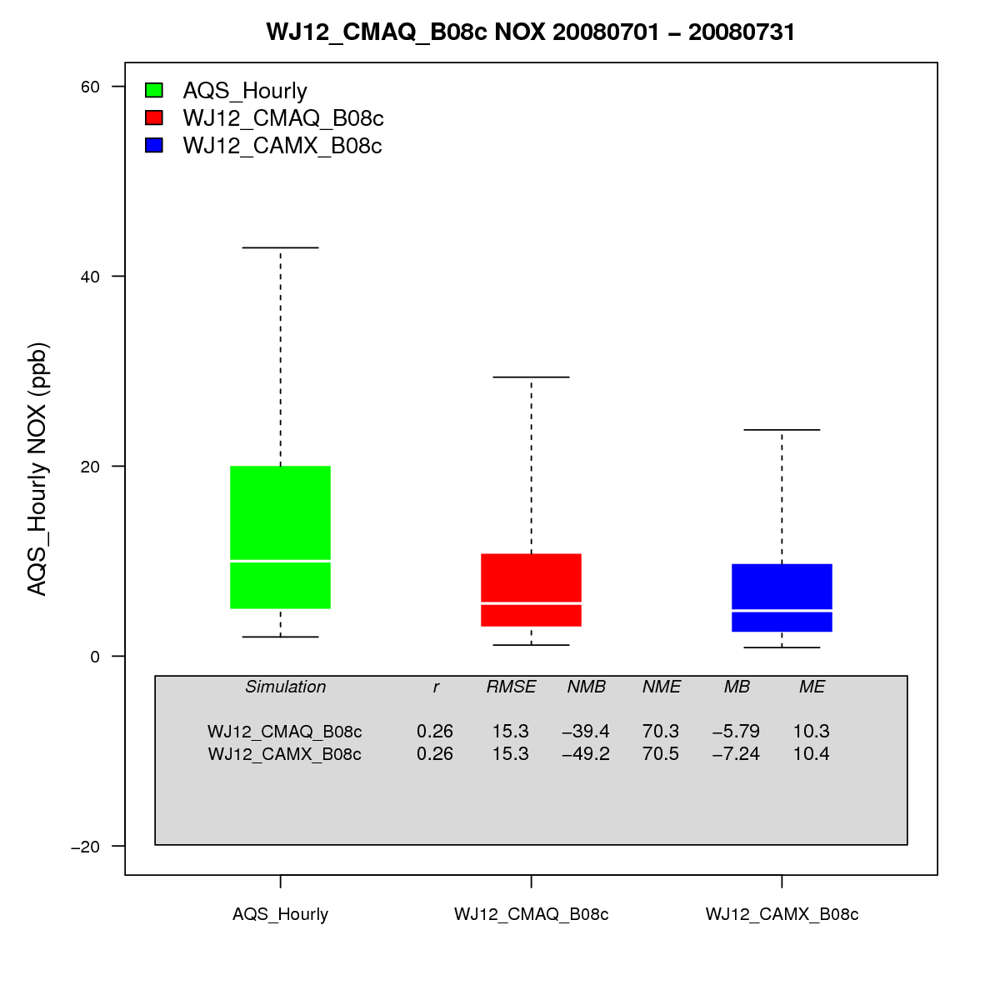 WJ12_CMAQ_B08c NOX 20080701 − 20080731
AQS_Hourly
WJ12_CMAQ_B08c
WJ12_CAMX_B08c
60
40
20
0
−20
AQS_Hourly NOX (ppb)
Simulation r RMSE NMB NME MB ME
WJ12_CMAQ_B08c 0.26 15.3 −39.4 70.3 −5.79 10.3
WJ12_CAMX_B08c 0.26 15.3 −49.2 70.5 −7.24 10.4
AQS_Hourly WJ12_CMAQ_B08c WJ12_CAMX_B08c